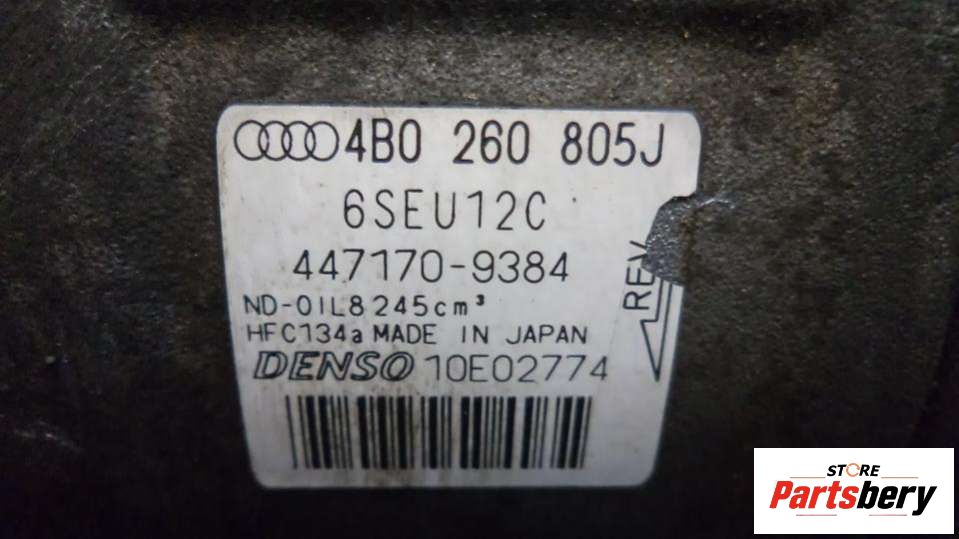 4B0 260 805J
6SEU12C
447170-9384
ND-OIL8 245cm³
HFC134a MADE IN JAPAN
DENSO 10E02774
REV
STORE
Partsbery